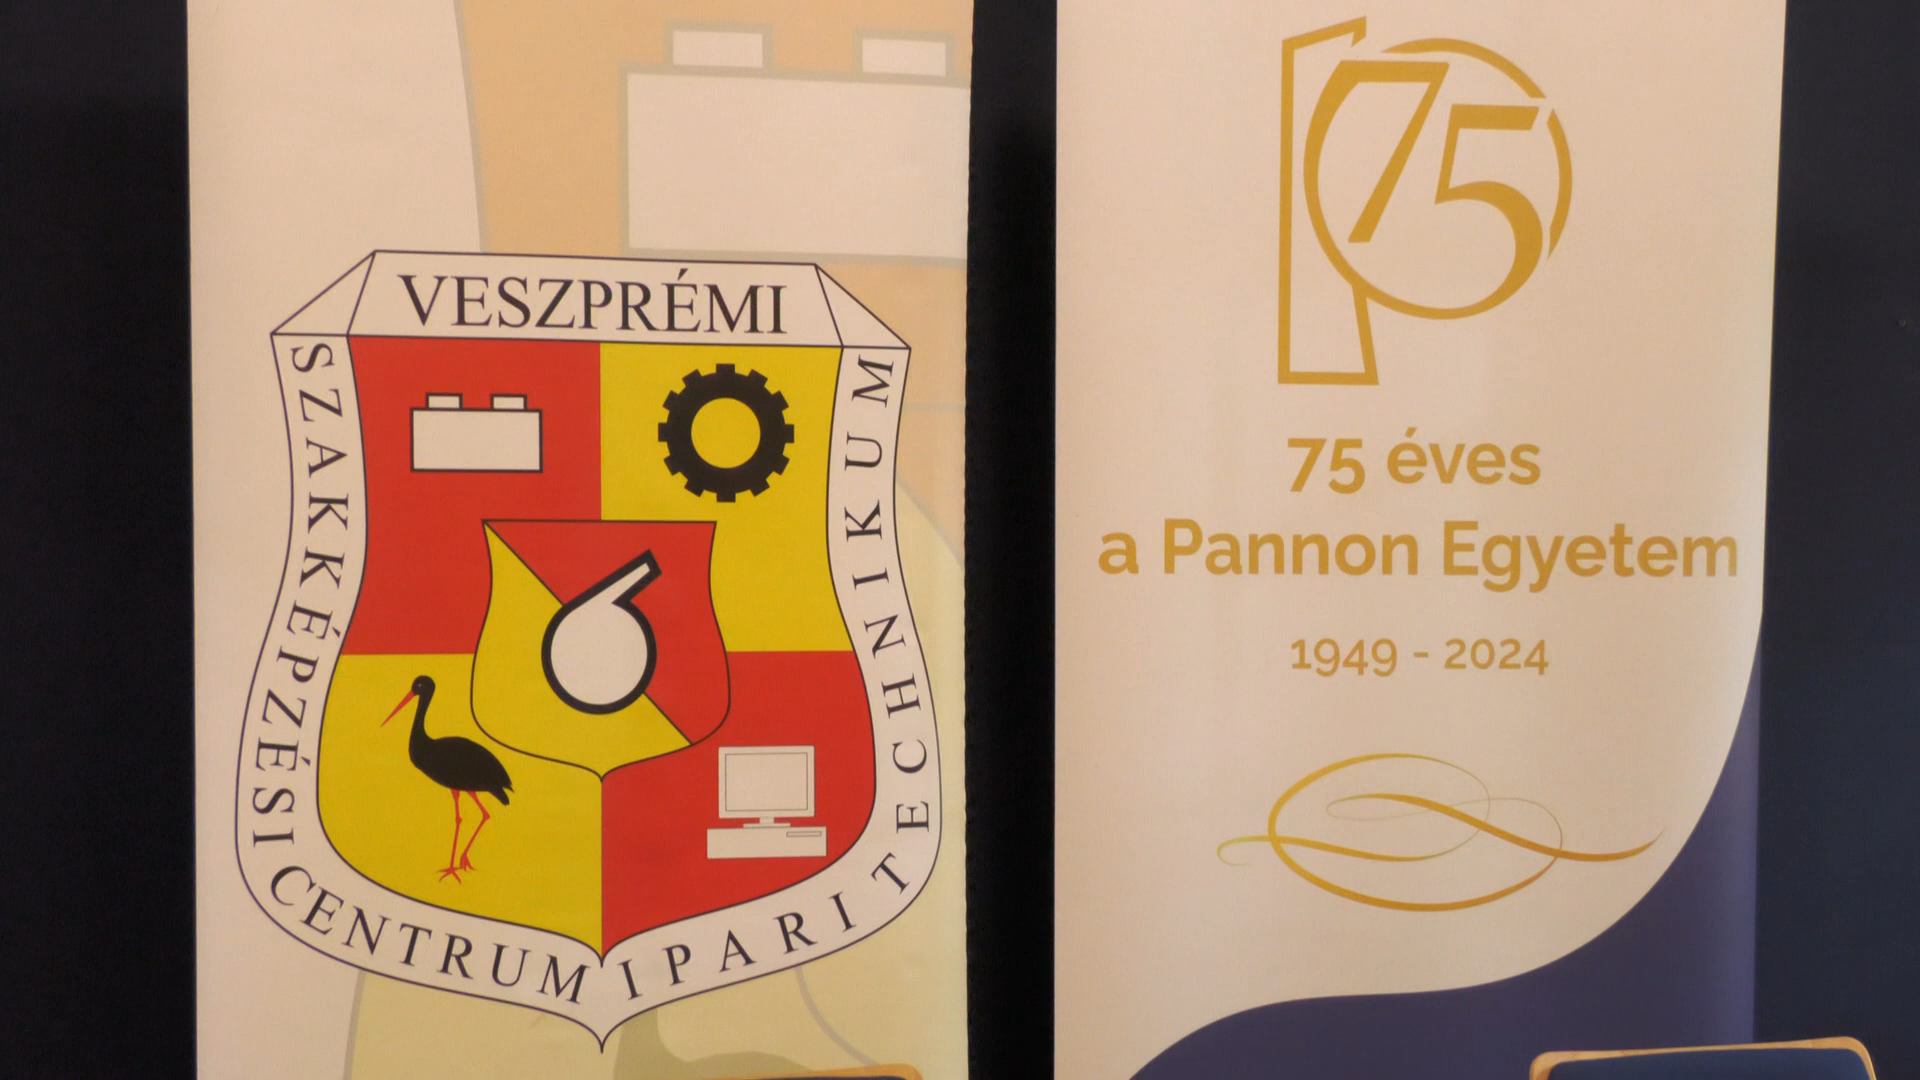 VESZPRÉMI
SZAKKÉPZÉSI CENTRUM IPARI TECHNIKUM
75
75 éves
a Pannon Egyetem
1949 - 2024